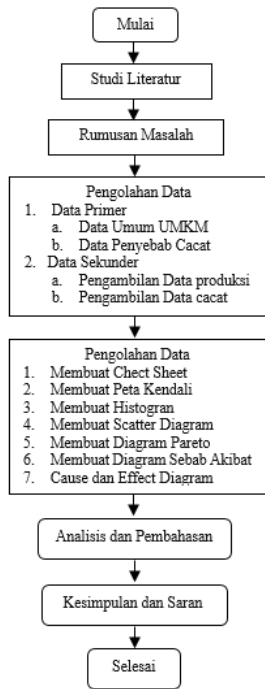 Mulai
Studi Literatur
Rumusan Masalah
Pengolahan Data
1. Data Primer
a. Data Umum UMKM
b. Data Penyebab Cacat
2. Data Sekunder
a. Pengambilan Data produksi
b. Pengambilan Data cacat
Pengolahan Data
1. Membuat Chect Sheet
2. Membuat Peta Kendali
3. Membuat Histogran
4. Membuat Scatter Diagram
5. Membuat Diagram Pareto
6. Membuat Diagram Sebab Akibat
7. Cause dan Effect Diagram
Analisis dan Pembahasan
Kesimpulan dan Saran
Selesai